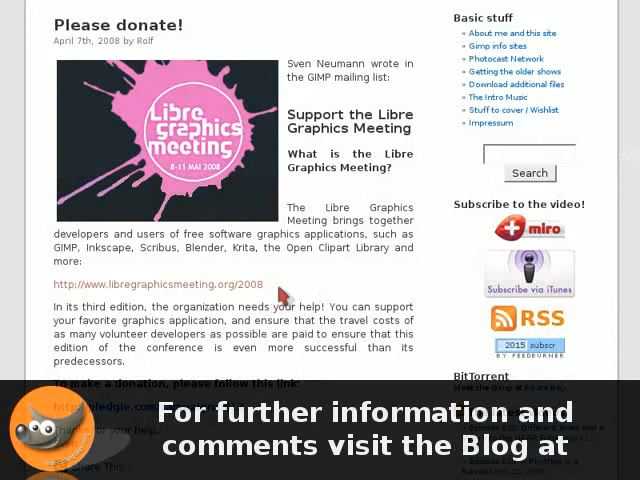 Please donate!
April 7th, 2008 by Rolf
Libre
graphics
meeting
8-11 MAI 2008
Sven Neumann wrote in
the GIMP mailing list:
Support the Libre
Graphics Meeting
What is the Libre
Graphics Meeting?
The Libre Graphics
Meeting brings together
developers and users of free software graphics applications, such as
GIMP, Inkscape, Scribus, Blender, Krita, the Open Clipart Library and
more:
http://www.libregraphicsmeeting.org/2008
In its third edition, the organization needs your help! You can support
your favorite graphics application, and ensure that the travel costs of
as many volunteer developers as possible are paid to ensure that this
edition of the conference is even more successful than its
predecessors.
To make a donation, please follow this link:
Thanks for your help,
Share This
Basic stuff
» About me and this site
» Gimp info sites
» Photocast Network
» Getting the older shows
» Download additional files
» The Intro Music
» Stuff to cover / Wishlist
» Impressum
Search
Subscribe to the video!
miro
Subscribe via iTunes
RSS
2015 subscr
BY FEEDBURNER
BitTorrent
For further information and
comments visit the Blog at